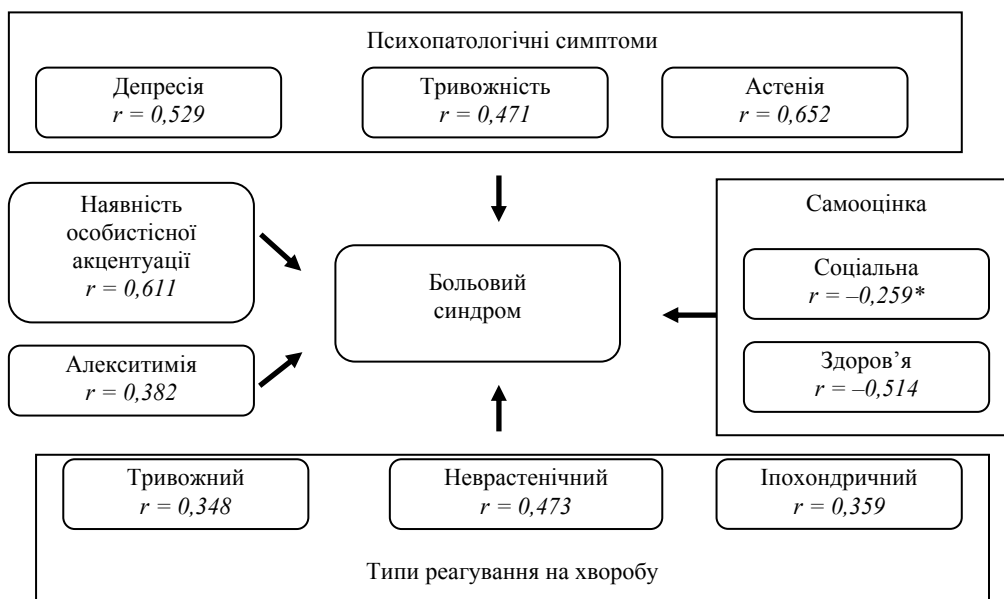 Психопатологічні симптоми
Депресія
r = 0,529
Тривожність
r = 0,471
Астенія
r = 0,652
Наявність
особистісної
акцентуації
r = 0,611
Алекситимія
r = 0,382
Больовий
синдром
Самооцінка
Соціальна
r = –0,259*
Здоров’я
r = –0,514
Тривожний
r = 0,348
Неврастенічний
r = 0,473
Іпохондричний
r = 0,359
Типи реагування на хворобу